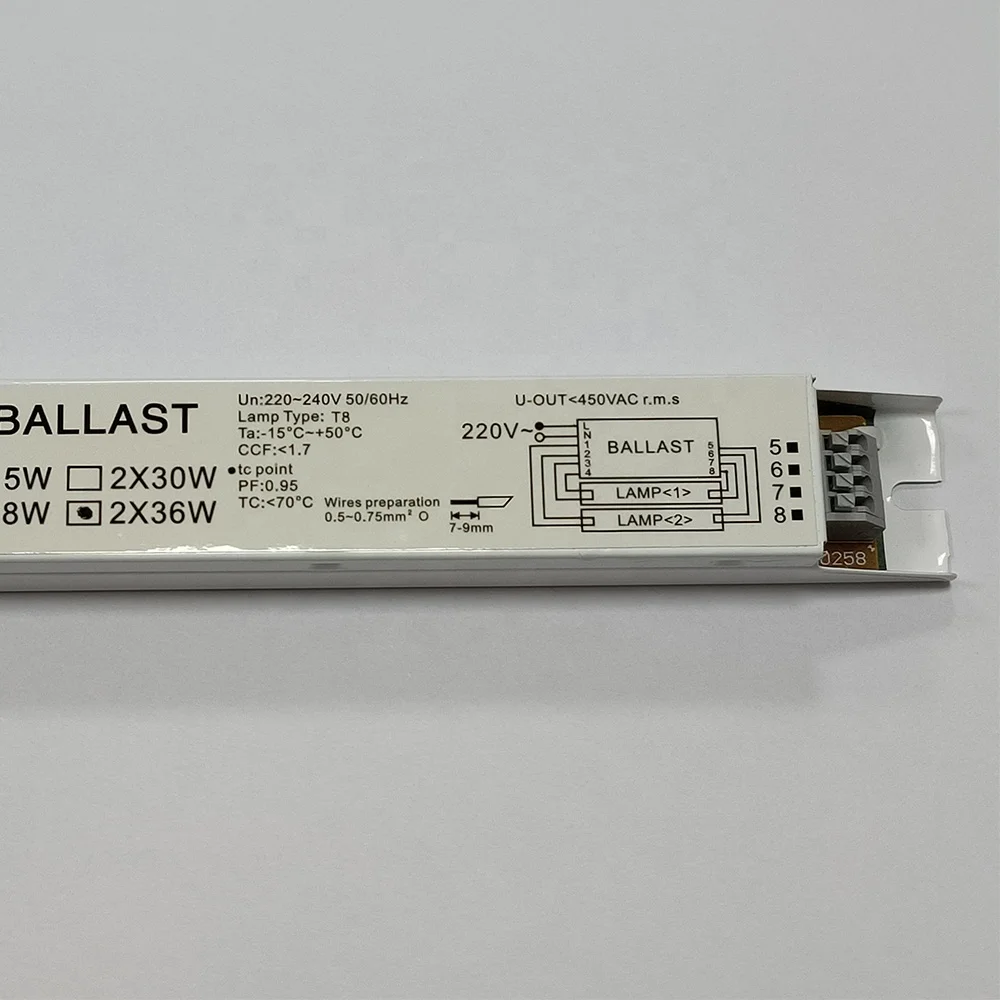 BALLAST
5W 2X30W
8W 2X36W
Un:220~240V 50/60Hz
Lamp Type: T8
Ta:-15°C~+50°C
CCF:<1.7
•tc point
PF:0.95
TC:<70°C
Wires preparation
0.5~0.75mm² O
7-9mm
U-OUT<450VAC r.m.s
220V~
L
N
1
2
3
4
BALLAST
5
6
7
8
LAMP<1>
LAMP<2>
5
6
7
8
0258